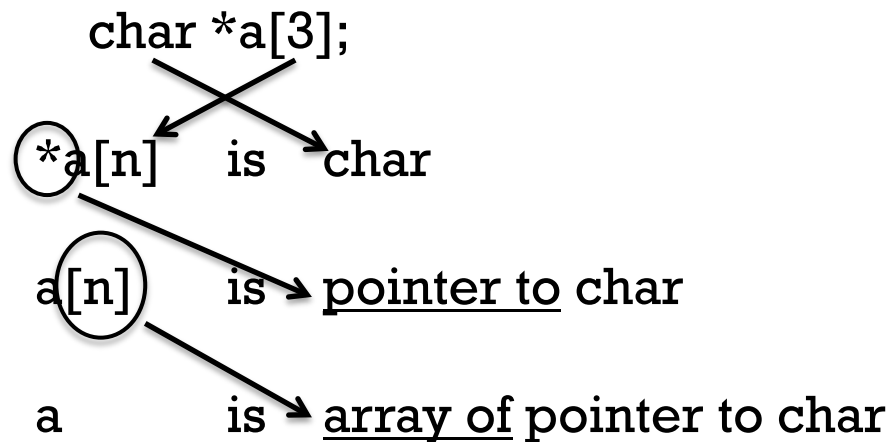 char *a[3];
*a[n] is char
a[n] is pointer to char
a is array of pointer to char